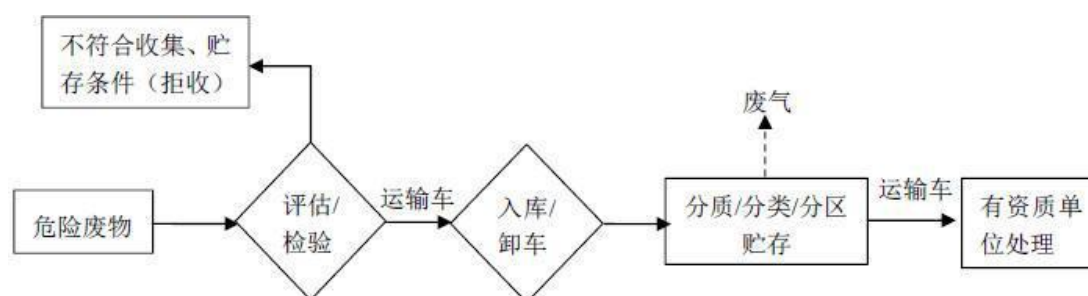 不符合收集、贮
存条件（拒收）
废气
危险废物
评估/
检验
运输车
入库/
卸车
分质/分类/分区
贮存
运输车
有资质单
位处理